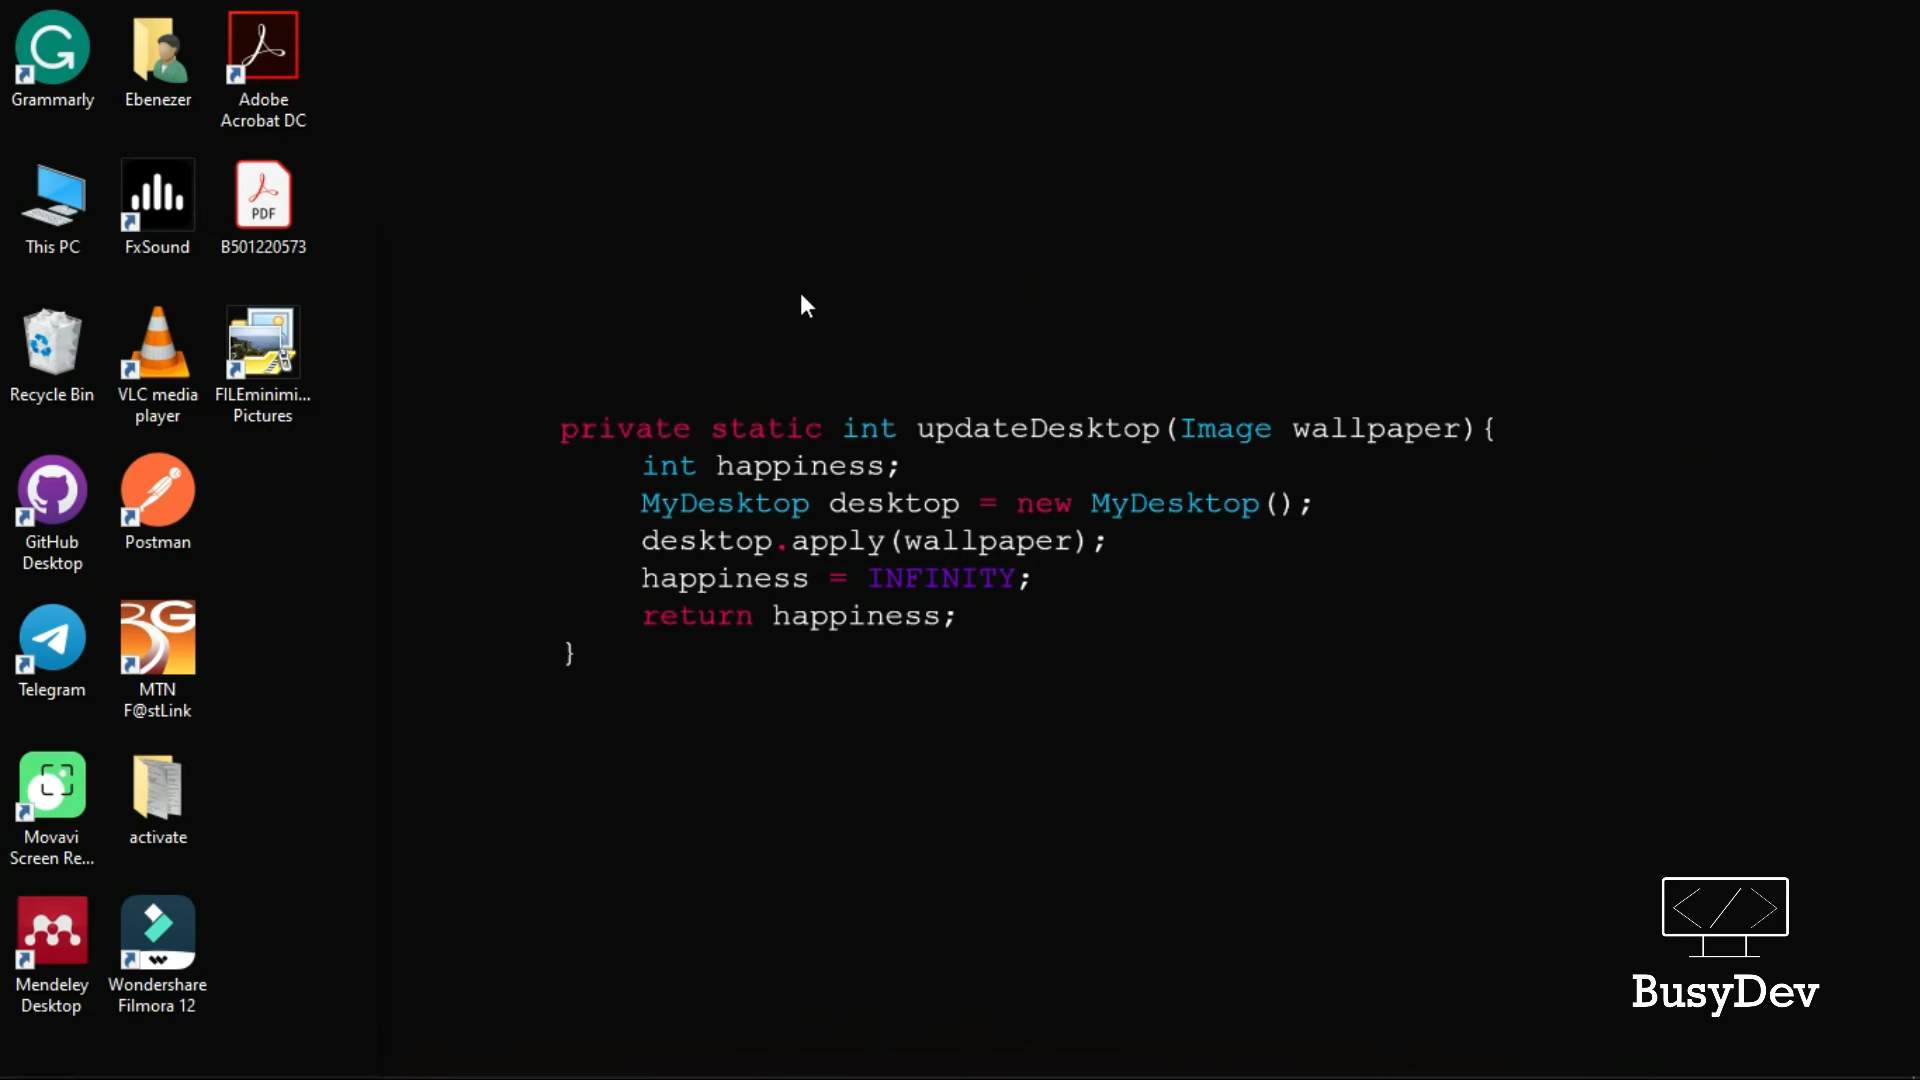 Grammarly
Ebenezer
Adobe
Acrobat DC
This PC
FxSound
PDF
B501220573
Recycle Bin
VLC media
player
FILEminimi...
Pictures
GitHub
Desktop
Postman
Telegram
3G
MTN
F@stLink
Movavi
Screen Re...
activate
Mendeley
Desktop
Wondershare
Filmora 12
private static int updateDesktop(Image wallpaper){
int happiness;
MyDesktop desktop = new MyDesktop();
desktop.apply(wallpaper);
happiness = INFINITY;
return happiness;
}
BusyDev